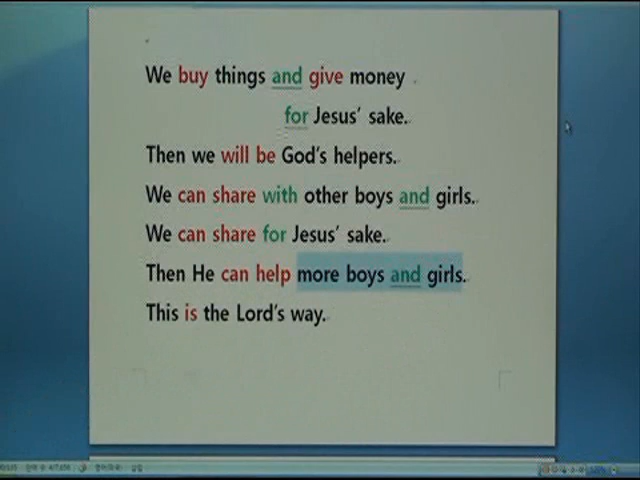 We buy things and give money
for Jesus' sake.
Then we will be God's helpers.
We can share with other boys and girls.
We can share for Jesus' sake.
Then He can help more boys and girls.
This is the Lord's way.